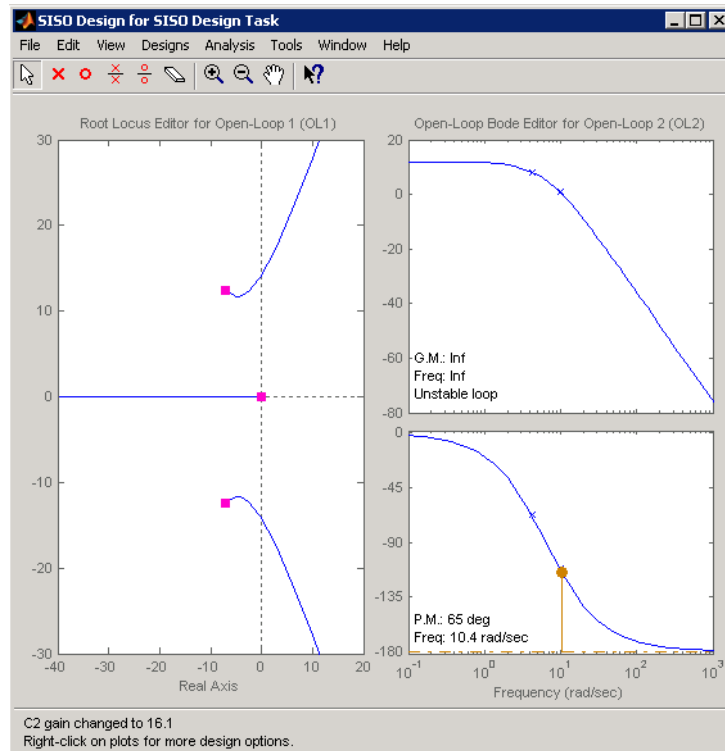 SISO Design for SISO Design Task
File Edit View Designs Analysis Tools Window Help
Root Locus Editor for Open-Loop 1 (OL1)
30
20
10
0
-10
-20
-30
-40 -30 -20 -10 0 10 20
Real Axis
Open-Loop Bode Editor for Open-Loop 2 (OL2)
20
0
-20
-40
-60
-80
G.M.: Inf
Freq: Inf
Unstable loop
0
-45
-90
-135
-180
P.M.: 65 deg
Freq: 10.4 rad/sec
10^-1 10^0 10^1 10^2 10^3
Frequency (rad/sec)
C2 gain changed to 16.1
Right-click on plots for more design options.